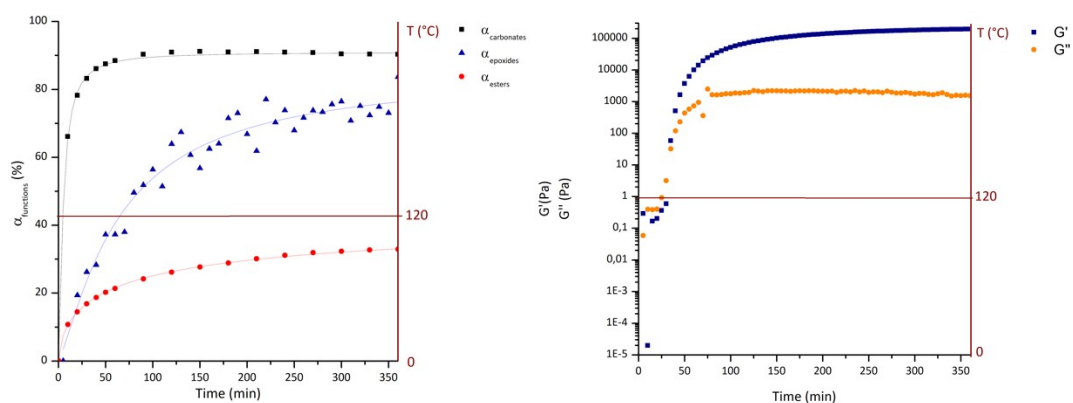 100
80
60
40
20
0
α functions (%)
0
50
100
150
200
250
300
350
Time (min)
α carbonates
α epoxides
α esters
T (°C)
120
0
100000
10000
1000
100
10
1
0,1
0,01
1E-3
1E-4
1E-5
G'(Pa)
G'' (Pa)
0
50
100
150
200
250
300
350
Time (min)
T (°C)
120
0
G'
G"